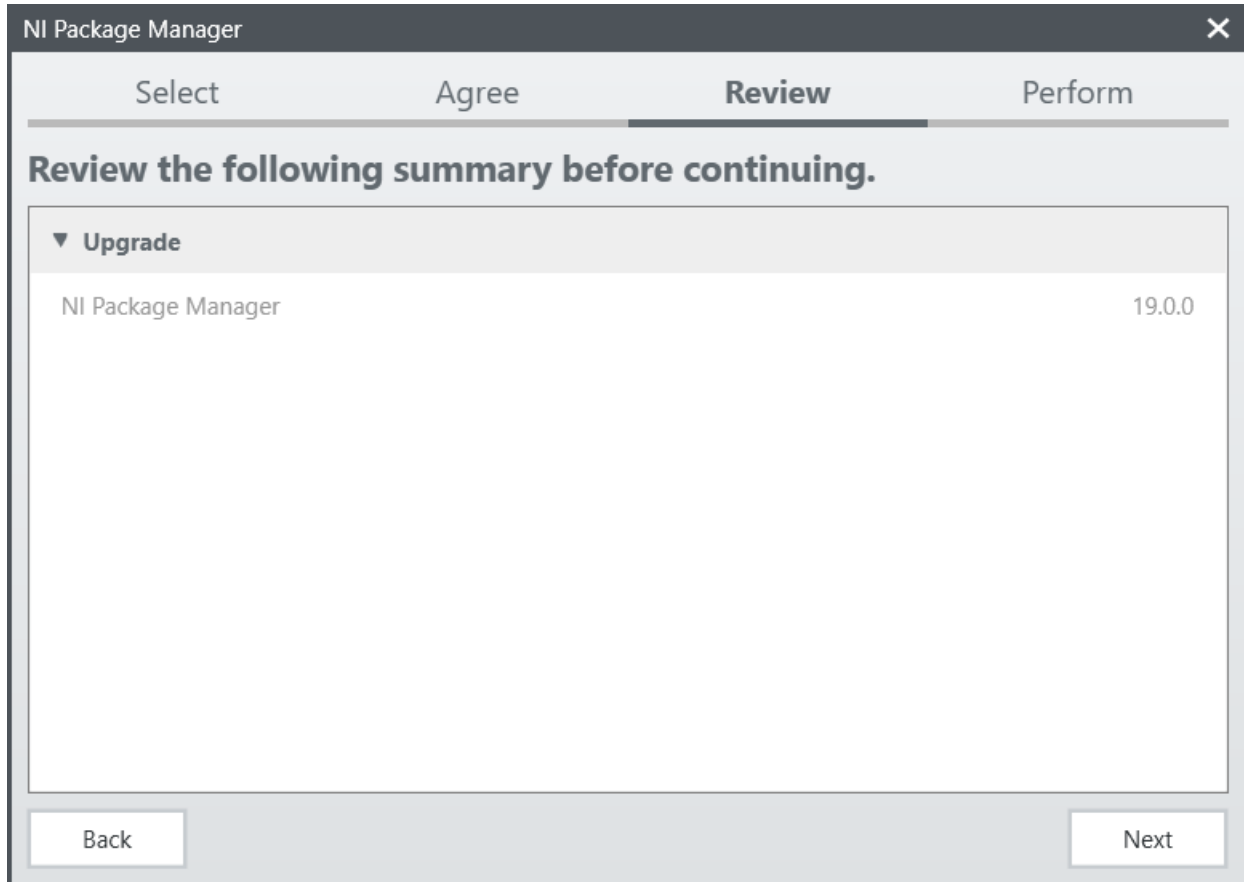 NI Package Manager
Select Agree Review Perform
Review the following summary before continuing.
Upgrade
NI Package Manager 19.0.0
Back Next